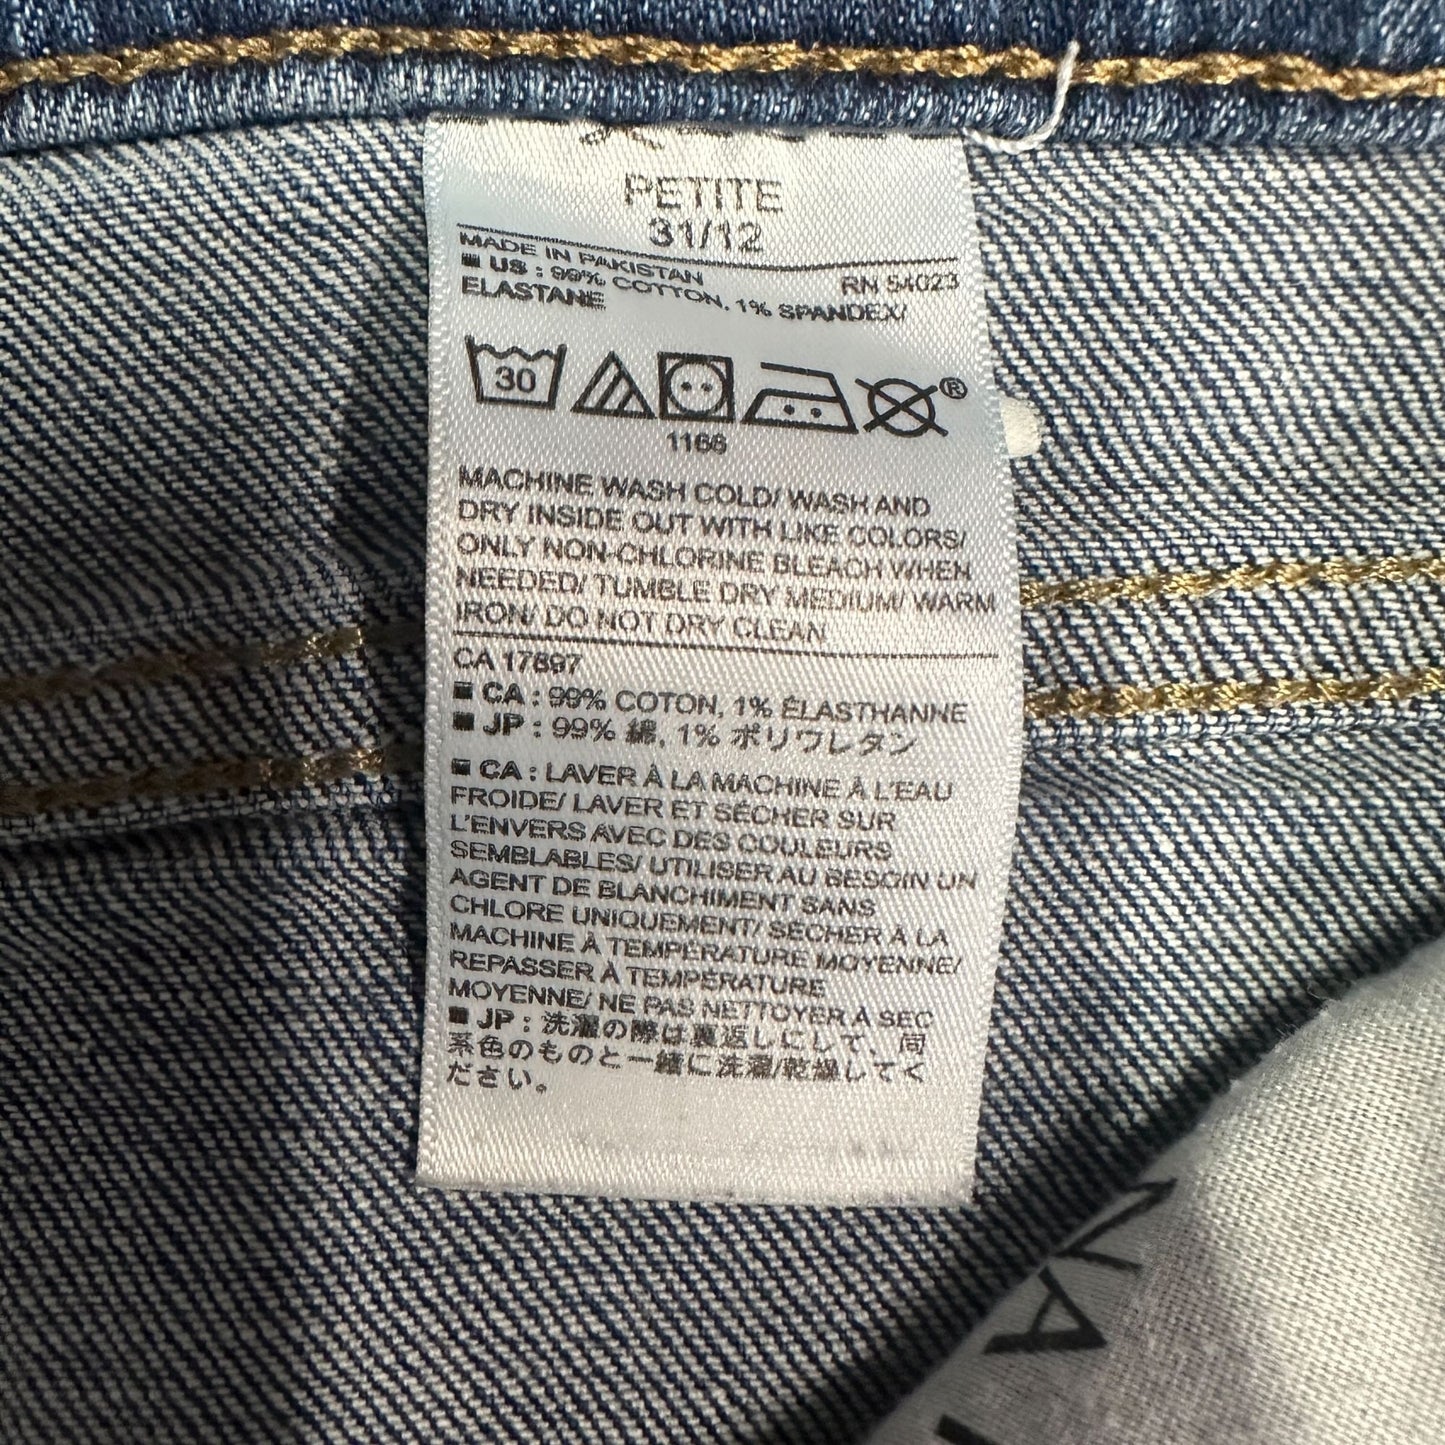 PETITE
31/12
MADE IN PAKISTAN RN 54023
■ US : 99% COTTON, 1% SPANDEX/
ELASTANE
30 ®
1166
MACHINE WASH COLD/ WASH AND
DRY INSIDE OUT WITH LIKE COLORS/
ONLY NON-CHLORINE BLEACH WHEN
NEEDED/ TUMBLE DRY MEDIUM/ WARM
IRON/ DO NOT DRY CLEAN
CA 17897
■ CA : 99% COTON, 1% ÉLASTHANNE
■ JP : 99% 綿, 1% ポリウレタン
■ CA : LAVER À LA MACHINE À L'EAU
FROIDE/ LAVER ET SÉCHER SUR
L'ENVERS AVEC DES COULEURS
SEMBLABLES/ UTILISER AU BESOIN UN
AGENT DE BLANCHIMENT SANS
CHLORE UNIQUEMENT/ SÉCHER À LA
MACHINE À TEMPÉRATURE MOYENNE/
REPASSER À TEMPÉRATURE
MOYENNE/ NE PAS NETTOYER À SEC
■ JP : 洗濯の際は裏返しにして、同
系色のものと一緒に洗濯/乾燥してく
ださい。